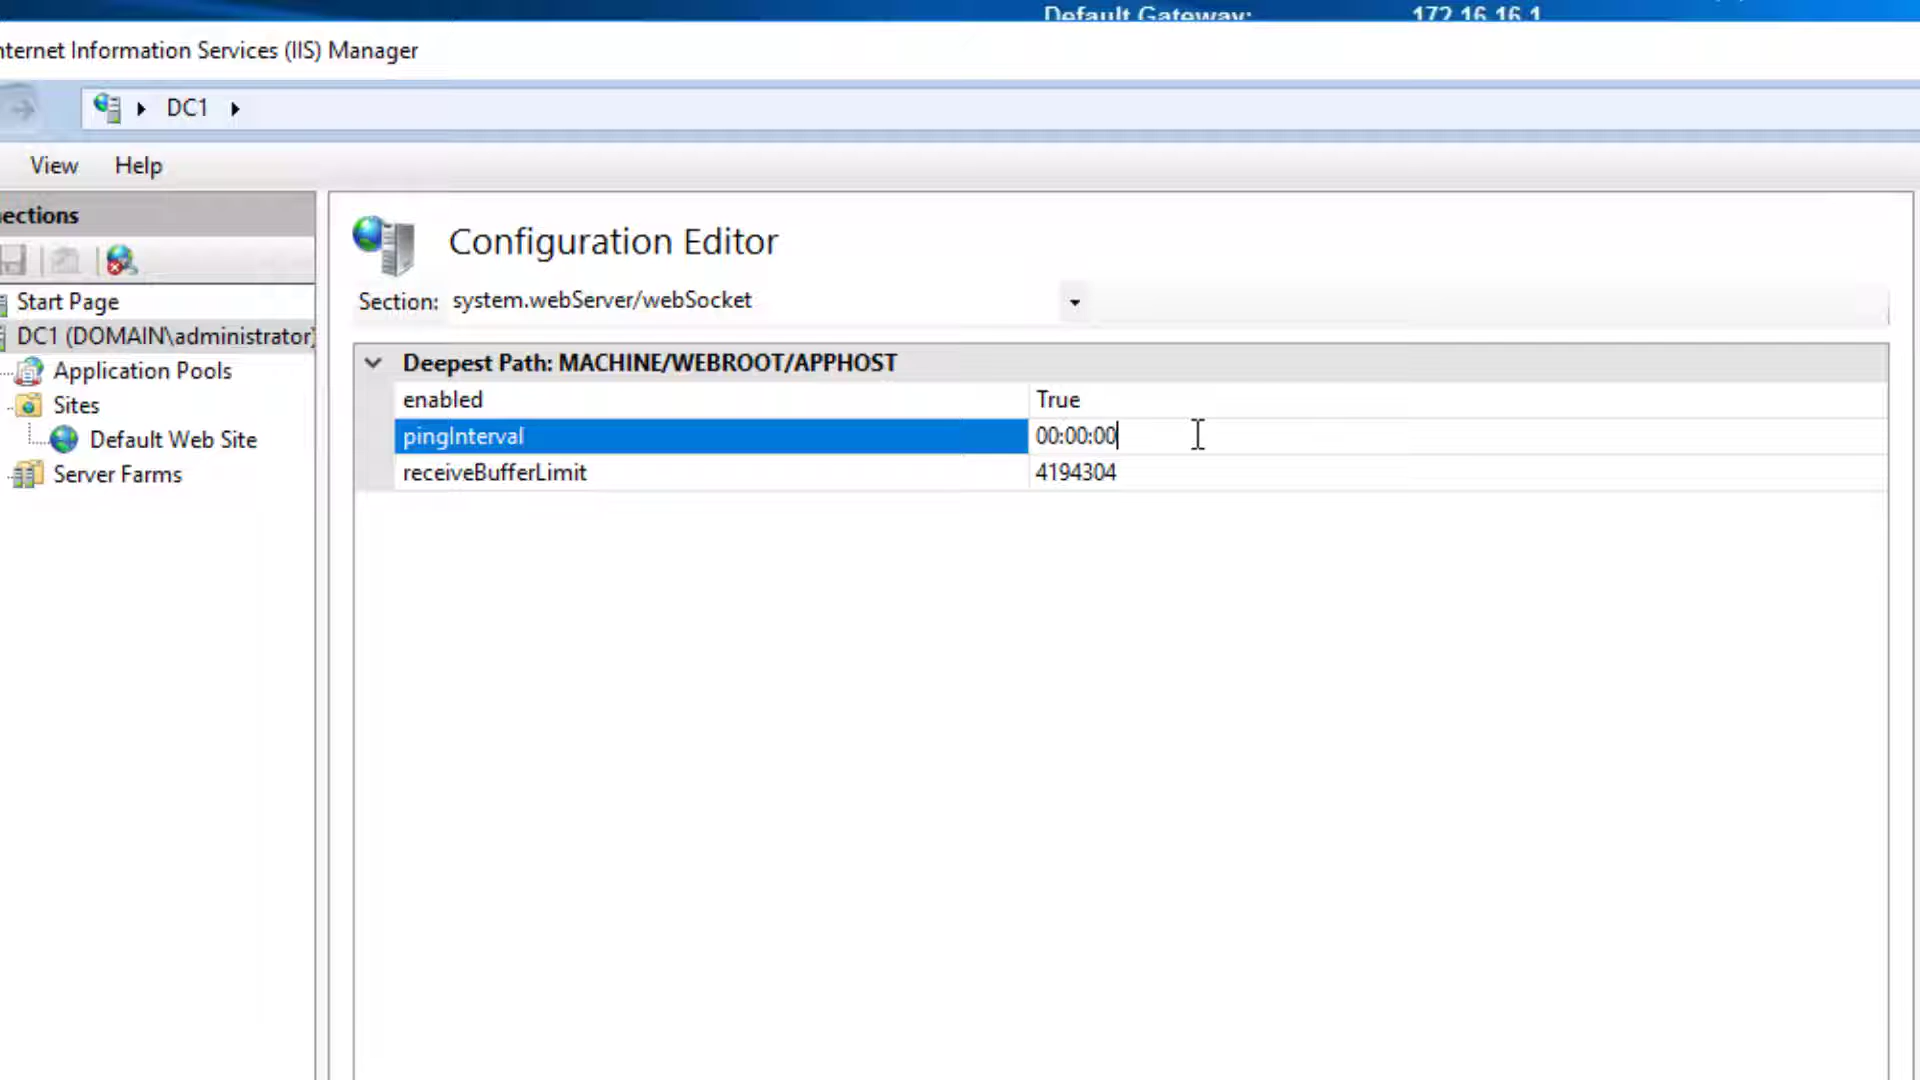 Default Gateway: 172.16.16.1
nternet Information Services (IIS) Manager
DC1
View Help
ections
Start Page
DC1 (DOMAIN\administrator)
Application Pools
Sites
Default Web Site
Server Farms
Configuration Editor
Section: system.webServer/webSocket
Deepest Path: MACHINE/WEBROOT/APPHOST
enabled True
pingInterval 00:00:00
receiveBufferLimit 4194304